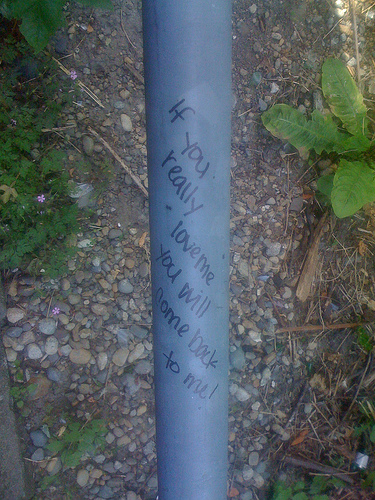 If you
really
love me
you will
come back
to me!